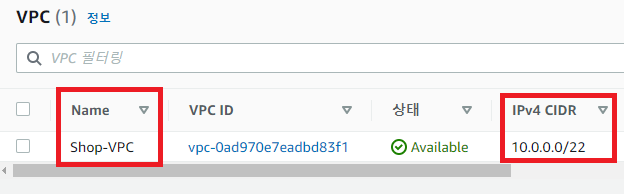 VPC (1) 정보
VPC 필터링
Name VPC ID 상태 IPv4 CIDR
Shop-VPC vpc-0ad970e7eadbd83f1 Available 10.0.0.0/22